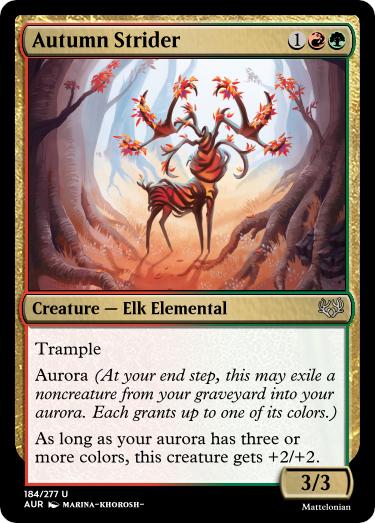 Autumn Strider 1
Creature — Elk Elemental
Trample
Aurora (At your end step, this may exile a
noncreature from your graveyard into your
aurora. Each grants up to one of its colors.)
As long as your aurora has three or
more colors, this creature gets +2/+2.
3/3
184/277 U
AUR MARINA-KHOROSH-
Mattelonian